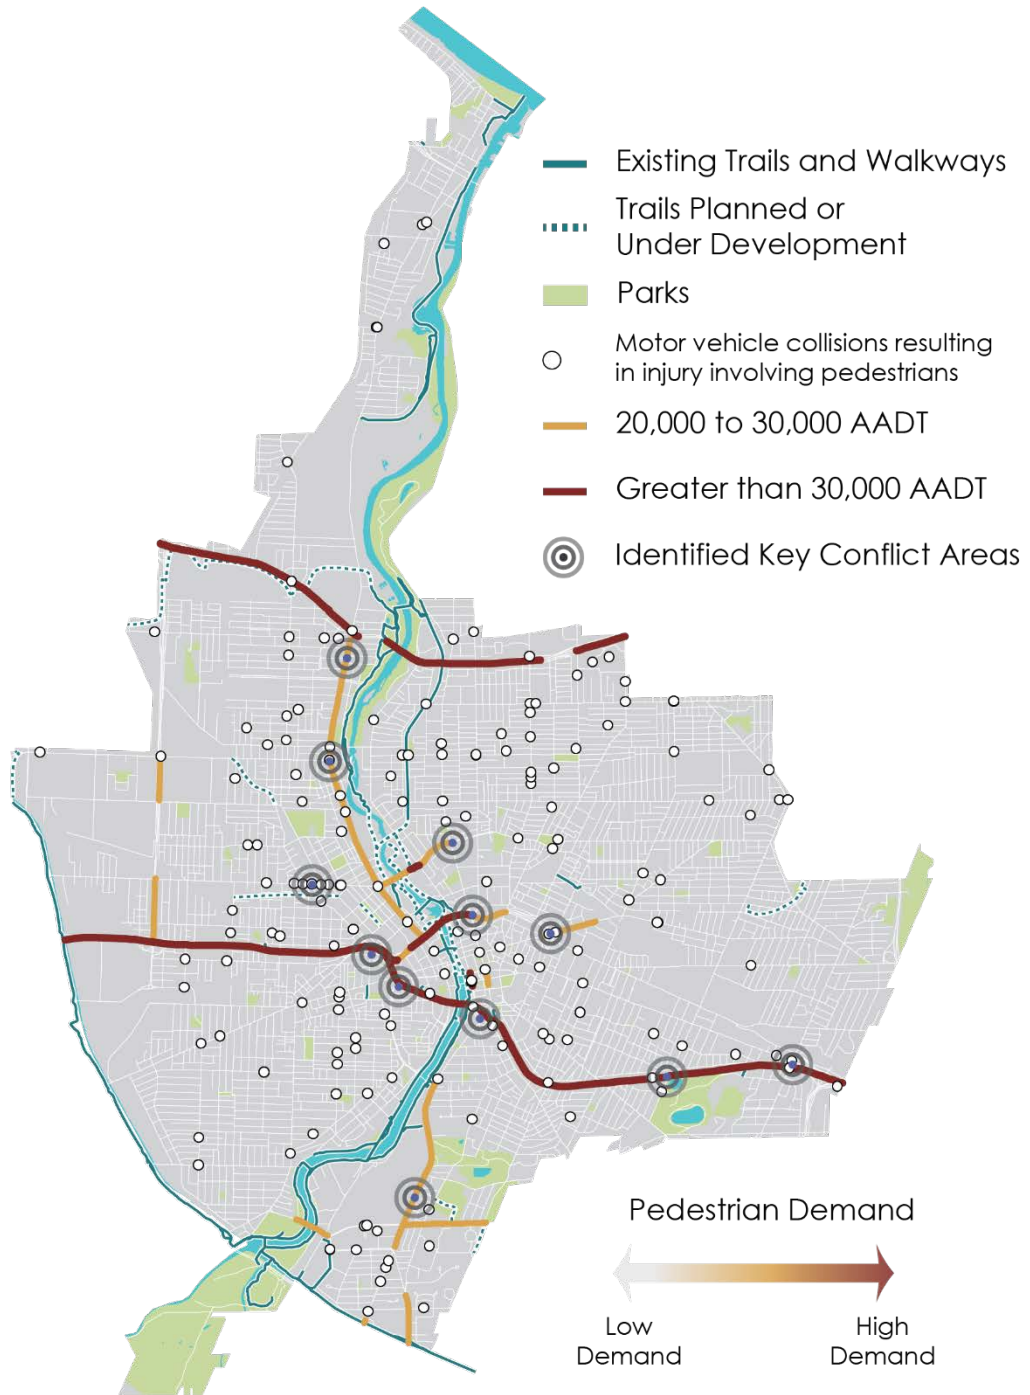 Existing Trails and Walkways
Trails Planned or
Under Development
Parks
Motor vehicle collisions resulting
in injury involving pedestrians
20,000 to 30,000 AADT
Greater than 30,000 AADT
Identified Key Conflict Areas
Pedestrian Demand
Low
Demand
High
Demand